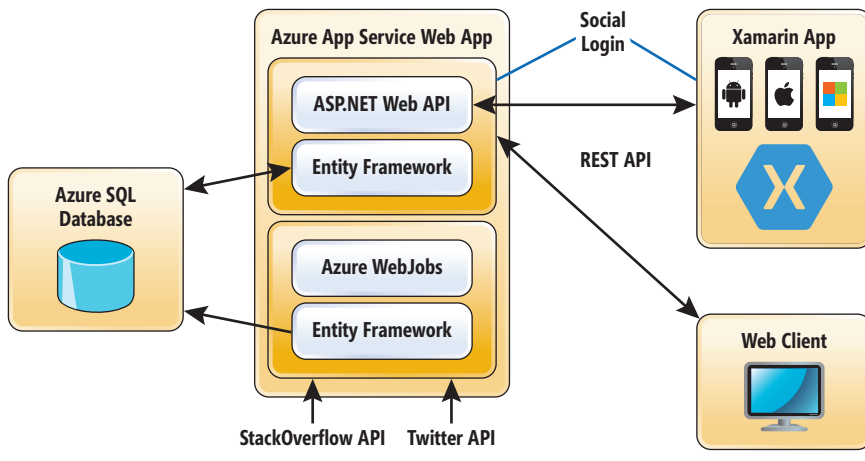 Azure App Service Web App
Social
Login
Xamarin App
ASP.NET Web API
Entity Framework
REST API
Azure SQL
Database
Azure WebJobs
Entity Framework
Web Client
StackOverflow API
Twitter API